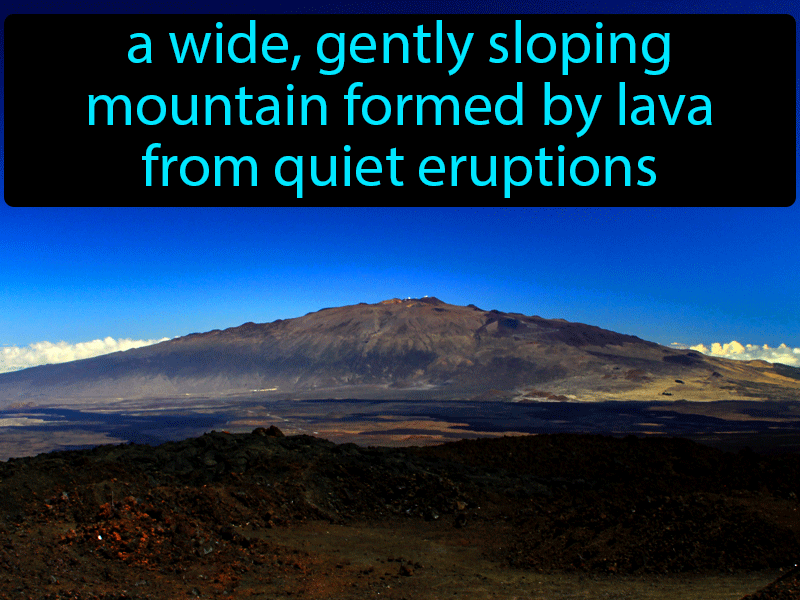 a wide, gently sloping
mountain formed by lava
from quiet eruptions